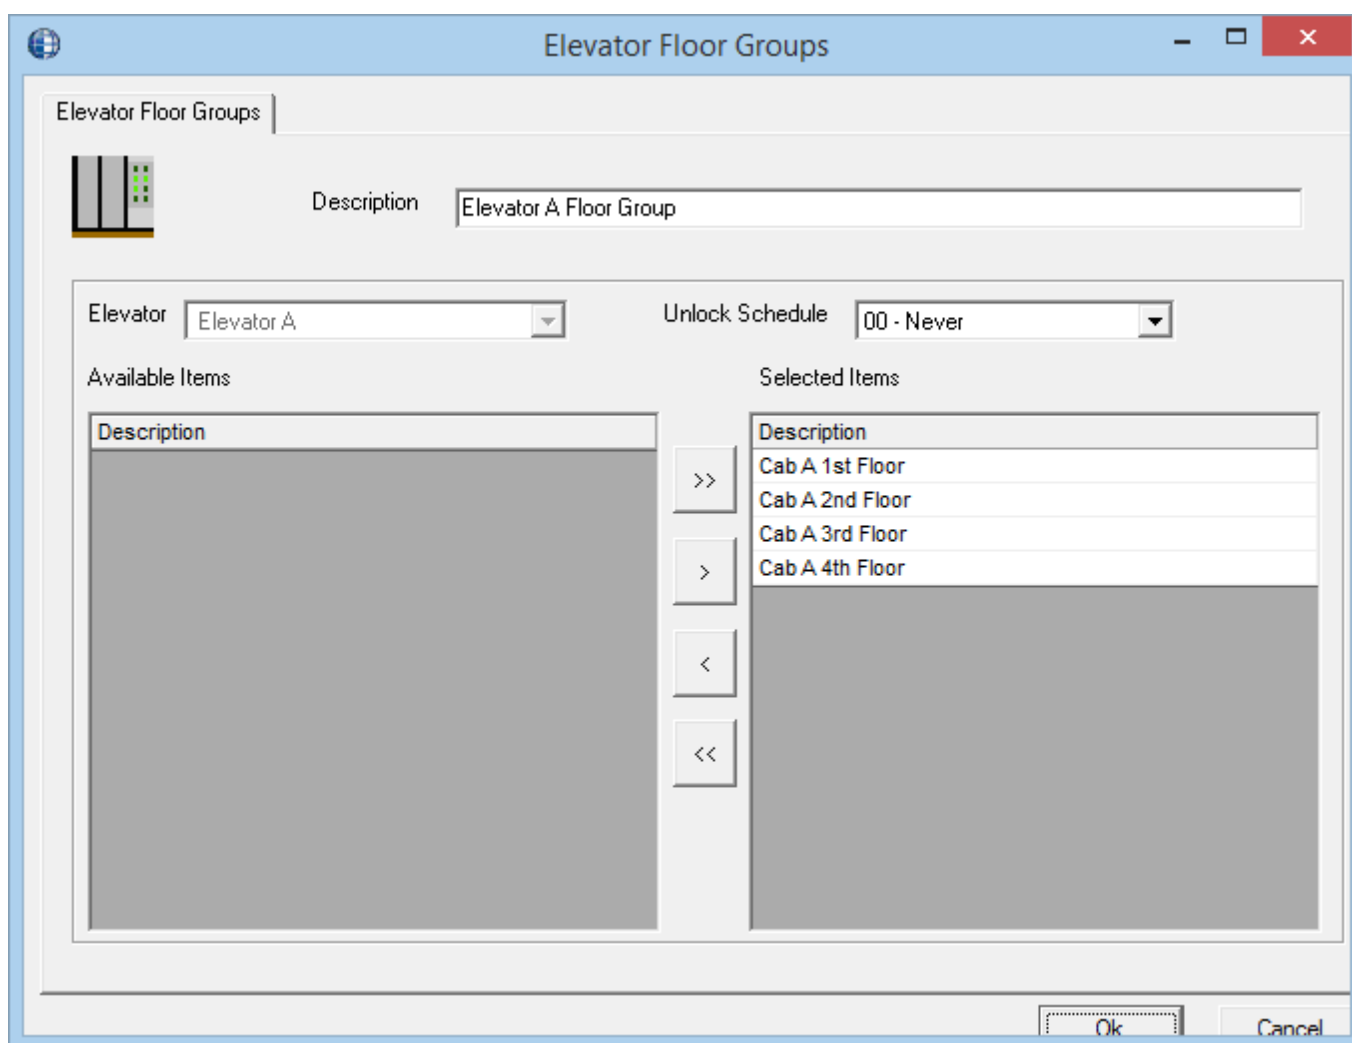 Elevator Floor Groups
Elevator Floor Groups
Description
Elevator A Floor Group
Elevator
Elevator A
Unlock Schedule
00 - Never
Available Items
Selected Items
Description
Description
Cab A 1st Floor
Cab A 2nd Floor
Cab A 3rd Floor
Cab A 4th Floor
>>
>
<
<<
Ok
Cancel